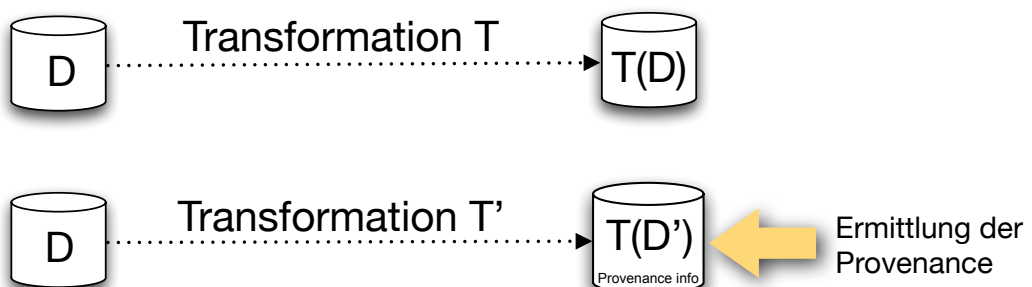 Transformation T
D
T(D)
Transformation T’
D
T(D’)
Provenance info
Ermittlung der
Provenance